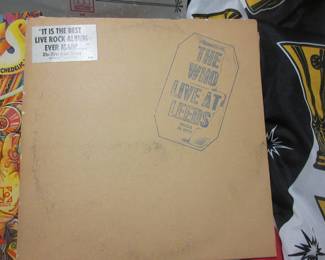 "IT IS THE BEST
LIVE ROCK ALBUM
EVER MADE..."
THE
WHO
LIVE AT
LEEDS